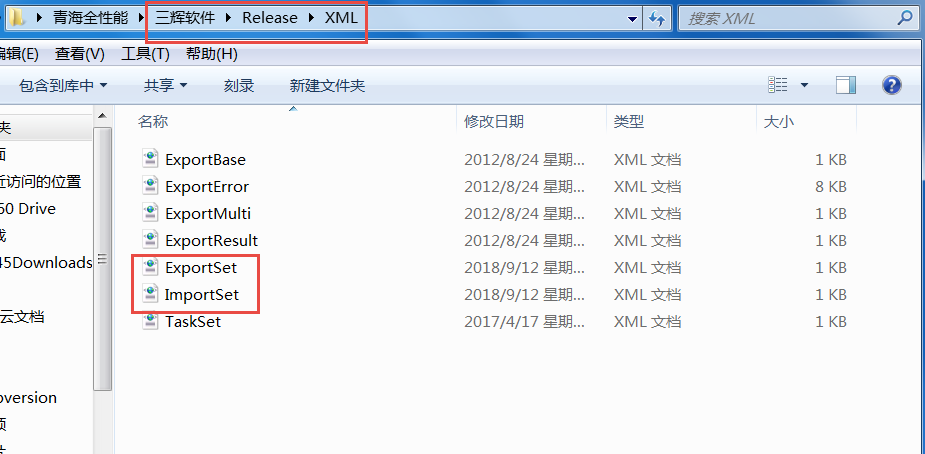 青海全性能 三辉软件 Release XML 搜索 XML
编辑(E) 查看(V) 工具(T) 帮助(H)
包含到库中 共享 刻录 新建文件夹
夹
面
近访问的位置
60 Drive
戏
45Downloads
云文档
oversion
频
片
名称 修改日期 类型 大小
ExportBase 2012/8/24 星期... XML 文档 1 KB
ExportError 2012/8/24 星期... XML 文档 8 KB
ExportMulti 2012/8/24 星期... XML 文档 1 KB
ExportResult 2012/8/24 星期... XML 文档 1 KB
ExportSet 2018/9/12 星期... XML 文档 1 KB
ImportSet 2018/9/12 星期... XML 文档 1 KB
TaskSet 2017/4/17 星期... XML 文档 1 KB